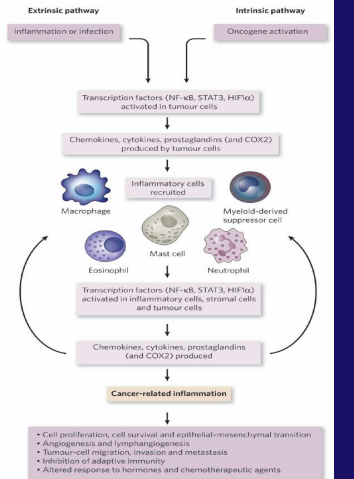 Extrinsic pathway
Intrinsic pathway
Inflammation or infection
Oncogene activation
Transcription factors (NF-κB, STAT3, HIF1α)
activated in tumour cells
Chemokines, cytokines, prostaglandins (and COX2)
produced by tumour cells
Inflammatory cells
recruited
Macrophage
Myeloid-derived
suppressor cell
Mast cell
Eosinophil
Neutrophil
Transcription factors (NF-κB, STAT3, HIF1α)
activated in inflammatory cells, stromal cells
and tumour cells
Chemokines, cytokines, prostaglandins
(and COX2) produced
Cancer-related inflammation
• Cell proliferation, cell survival and epithelial–mesenchymal transition
• Angiogenesis and lymphangiogenesis
• Tumour-cell migration, invasion and metastasis
• Inhibition of adaptive immunity
• Altered response to hormones and chemotherapeutic agents